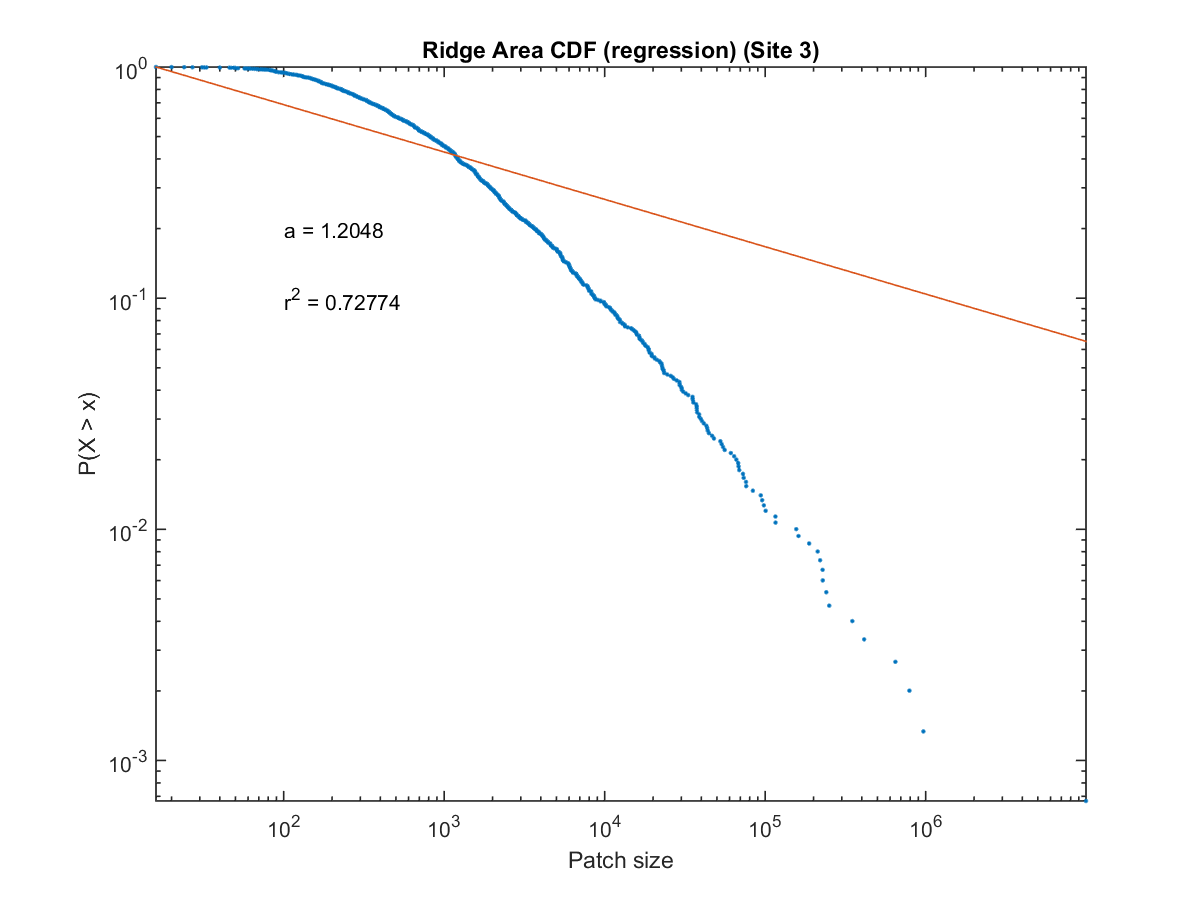 Ridge Area CDF (regression) (Site 3)
10^0
10^-1
10^-2
10^-3
P(X > x)
a = 1.2048
r^2 = 0.72774
10^2 10^3 10^4 10^5 10^6
Patch size